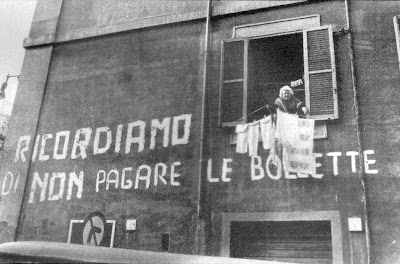 RICORDIAMO
DI NON PAGARE LE BOLLETTE